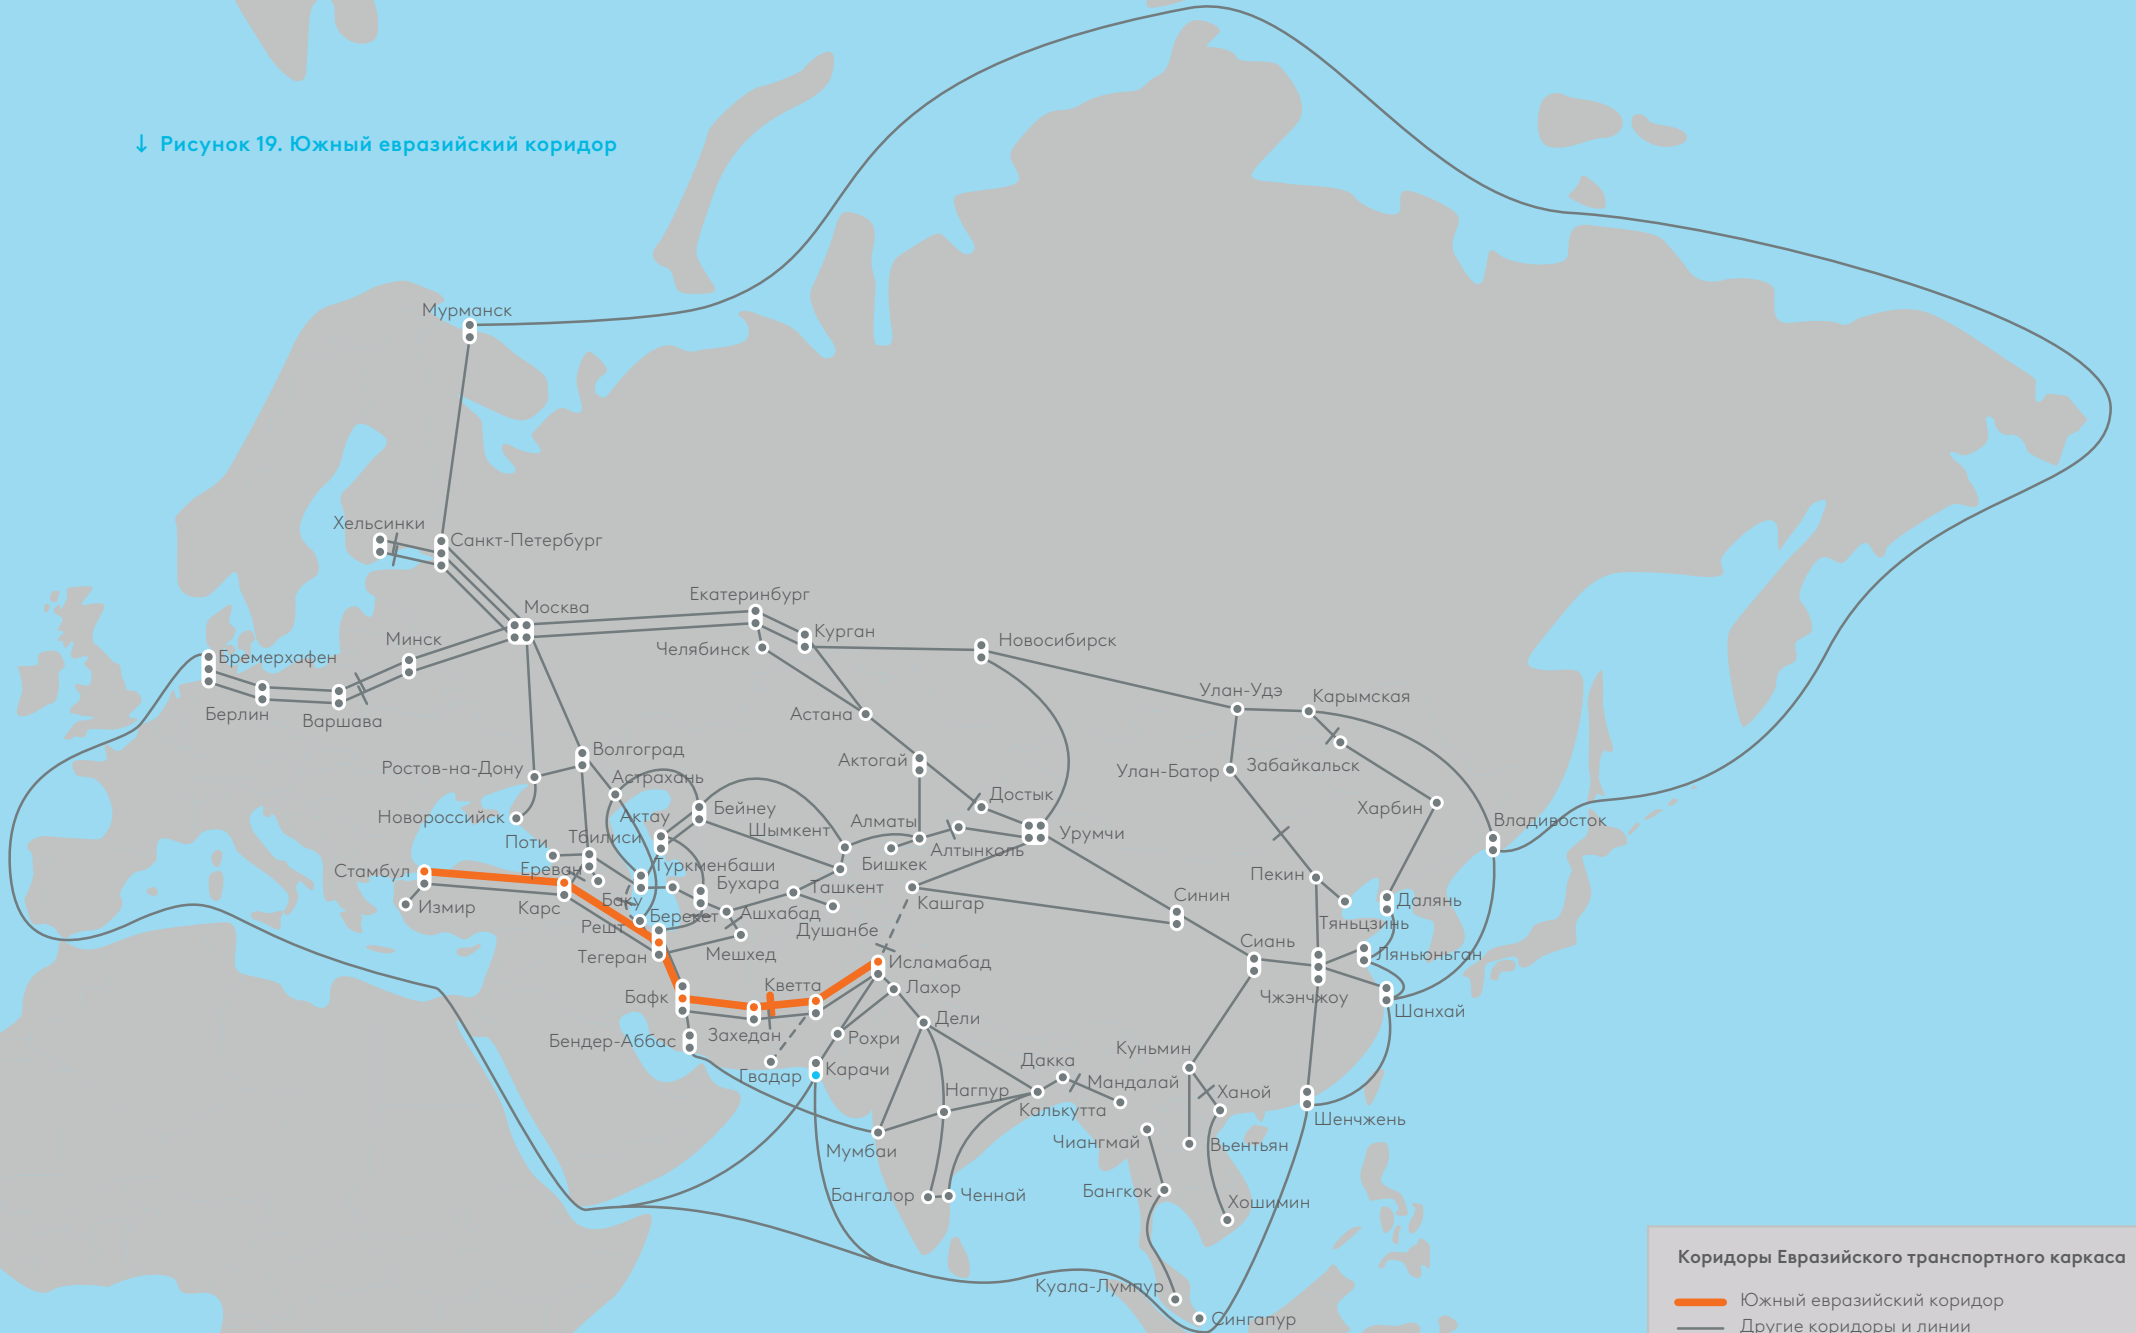 ↓ Рисунок 19. Южный евразийский коридор
Мурманск
Хельсинки
Санкт-Петербург
Екатеринбург
Москва
Курган
Минск
Новосибирск
Челябинск
Бремерхафен
Улан-Удэ
Карымская
Берлин
Варшава
Астана
Волгоград
Актогай
Ростов-на-Дону
Астрахань
Улан-Батор
Забайкальск
Достык
Харбин
Бейнеу
Новороссийск
Актау
Алматы
Владивосток
Шымкент
Урумчи
Тбилиси
Поти
Алтынколь
Бишкек
Туркменбаши
Стамбул
Ереван
Пекин
Бухара
Ташкент
Синин
Баку
Далянь
Кашгар
Измир
Карс
Берекет
Ашхабад
Тяньцзинь
Решт
Душанбе
Сиань
Мешхед
Ляньюньган
Тегеран
Исламабад
Кветта
Лахор
Бафк
Чжэнчжоу
Шанхай
Дели
Захедан
Рохри
Бендер-Аббас
Куньмин
Дакка
Карачи
Гвадар
Мандалай
Нагпур
Ханой
Калькутта
Шенчжень
Чиангмай
Вьентьян
Мумбаи
Бангкок
Бангалор
Ченнай
Хошимин
Куала-Лумпур
Сингапур
Коридоры Евразийского транспортного каркаса
Южный евразийский коридор
Другие коридоры и линии